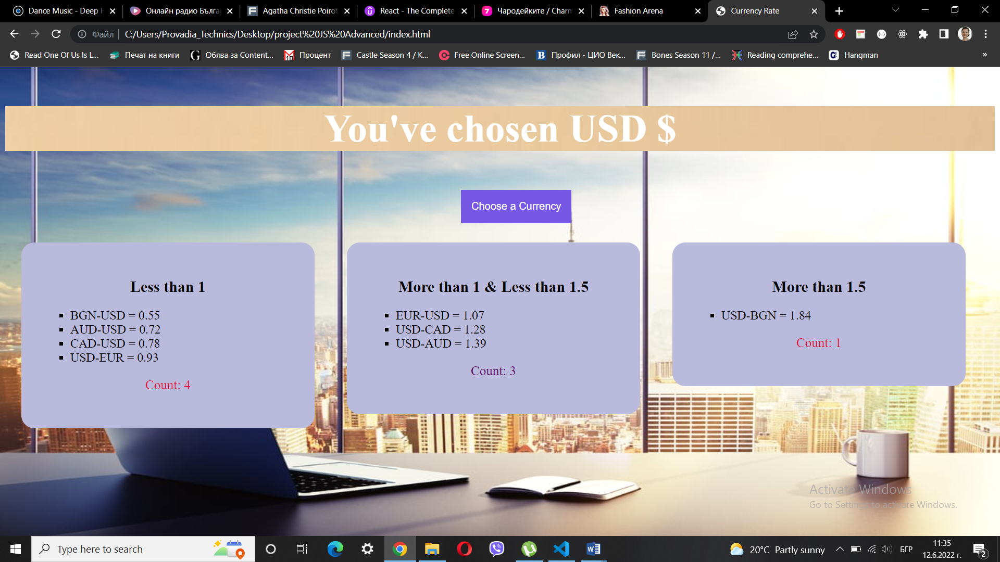 Dance Music - Deep H
Онлайн радио Бълга
Agatha Christie Poirot
React - The Complete
Чародейките / Charm
Fashion Arena
Currency Rate
Файл
C:/Users/Provadia_Technics/Desktop/project%20JS%20Advanced/index.html
Read One Of Us Is L...
Печат на книги
Обява за Content...
Процент
Castle Season 4 / K...
Free Online Screen...
Профил - ЦИО Век...
Bones Season 11 /...
Reading comprehe...
Hangman
»
You've chosen USD $
Choose a Currency
Less than 1
BGN-USD = 0.55
AUD-USD = 0.72
CAD-USD = 0.78
USD-EUR = 0.93
Count: 4
More than 1 & Less than 1.5
EUR-USD = 1.07
USD-CAD = 1.28
USD-AUD = 1.39
Count: 3
More than 1.5
USD-BGN = 1.84
Count: 1
Activate Windows
Go to Settings to activate Windows.
Type here to search
20°C Partly sunny
БГР
11:35
12.6.2022 г.
2